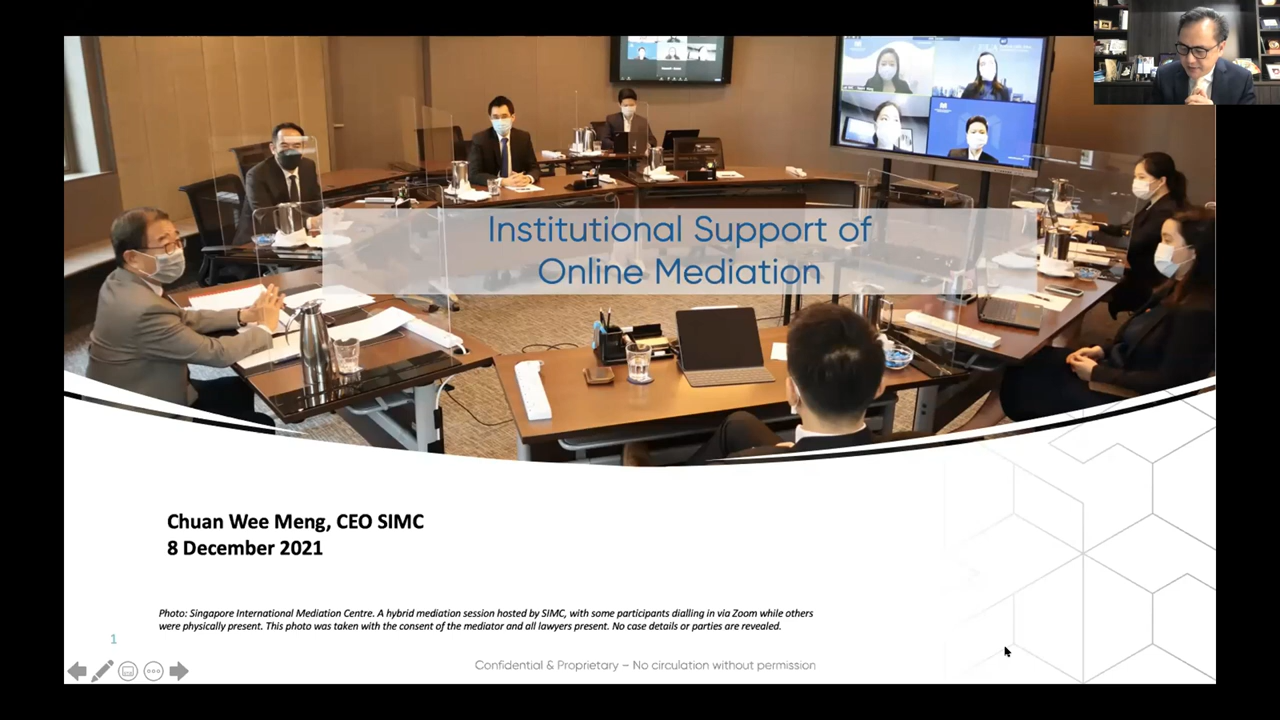 Institutional Support of
Online Mediation
Chuan Wee Meng, CEO SIMC
8 December 2021
Photo: Singapore International Mediation Centre. A hybrid mediation session hosted by SIMC, with some participants dialling in via Zoom while others
were physically present. This photo was taken with the consent of the mediator and all lawyers present. No case details or parties are revealed.
1
Confidential & Proprietary – No circulation without permission